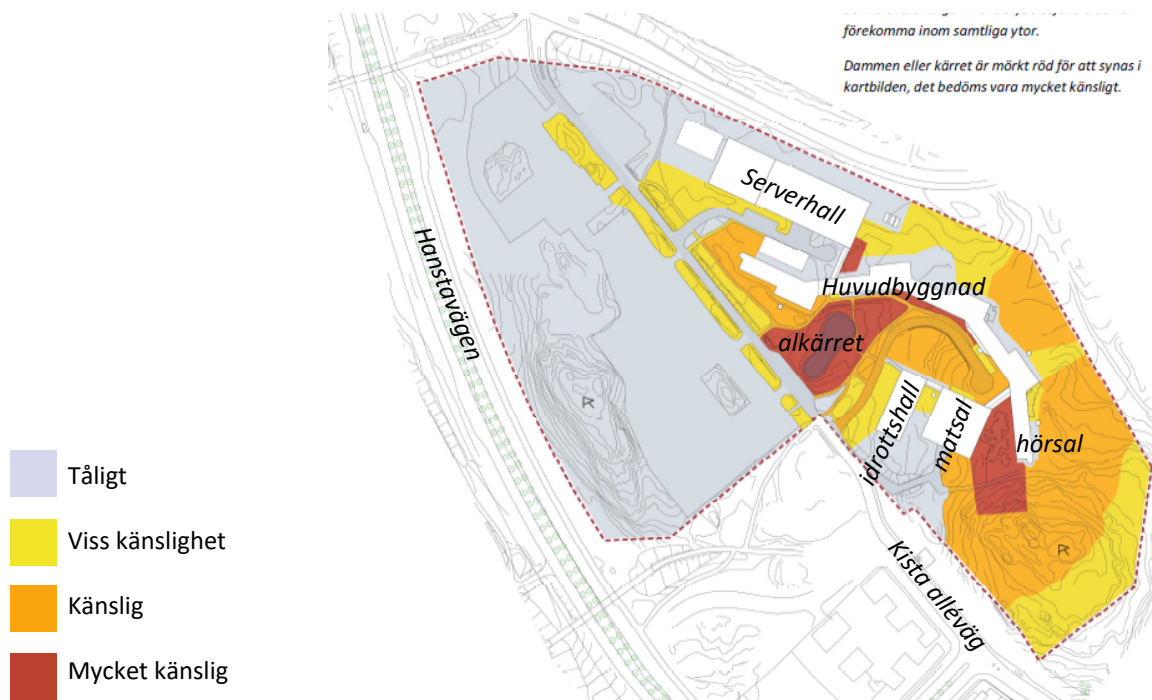 förekomma inom samtliga ytor.
Dammen eller kärret är mörkt röd för att synas i
kartbilden, det bedöms vara mycket känsligt.
Serverhall
Hanstavägen
Huvudbyggnad
alkärret
idrottshall
matsal
hörsal
Kista alléväg
Tåligt
Viss känslighet
Känslig
Mycket känslig
R
R